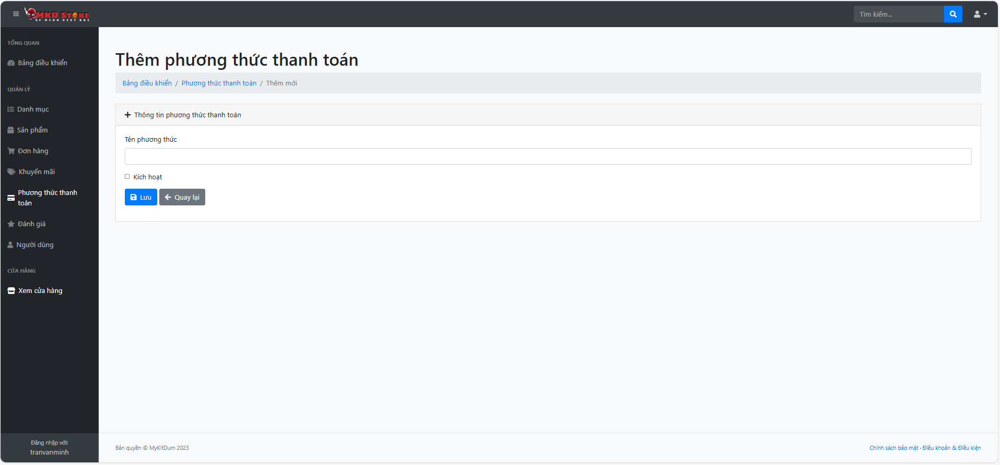 MKD STORE
BY MINH KIET DUC
Tìm kiếm...
TỔNG QUAN
Bảng điều khiển
QUẢN LÝ
Danh mục
Sản phẩm
Đơn hàng
Khuyến mãi
Phương thức thanh
toán
Đánh giá
Người dùng
CỬA HÀNG
Xem cửa hàng
Đăng nhập với:
tranvanminh
Thêm phương thức thanh toán
Bảng điều khiển / Phương thức thanh toán / Thêm mới
Thông tin phương thức thanh toán
Tên phương thức
Kích hoạt
Lưu
Quay lại
Bản quyền © MyKitDum 2023
Chính sách bảo mật · Điều khoản & Điều kiện